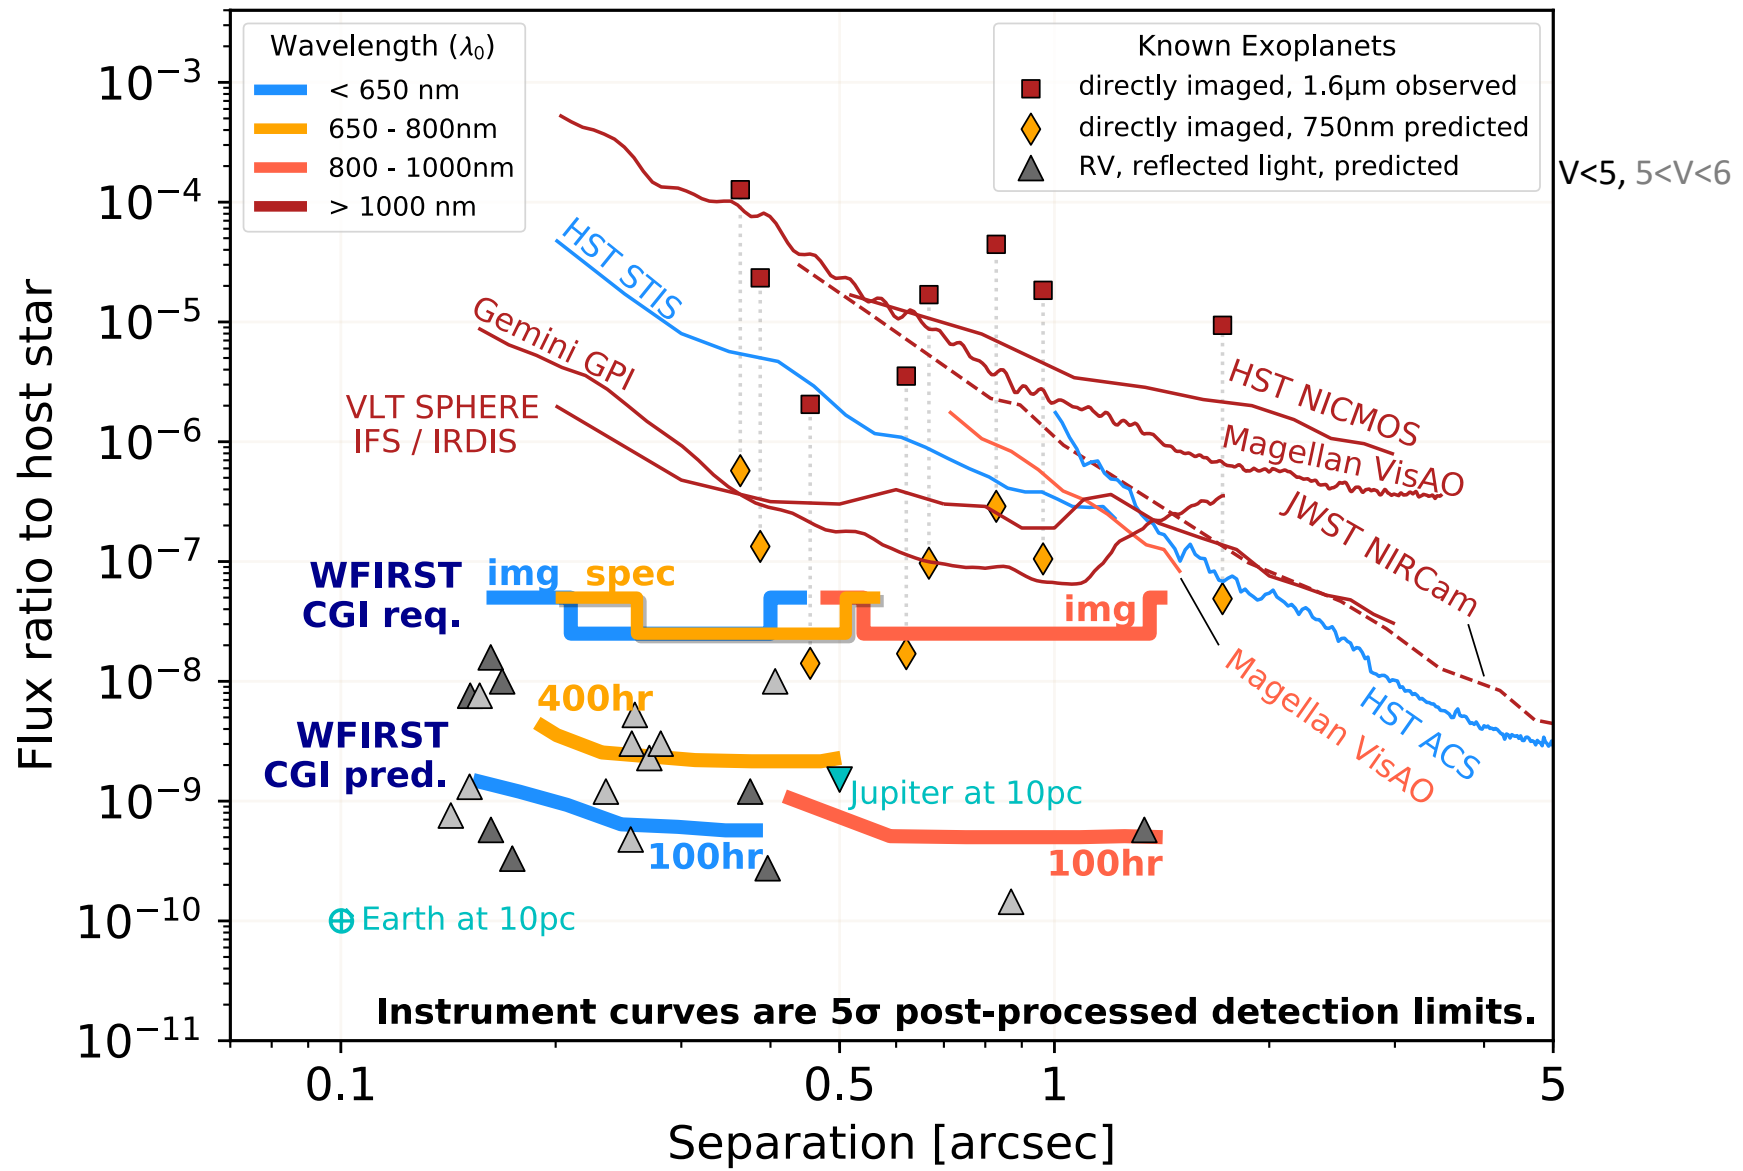 Wavelength (λ₀)
< 650 nm
650 - 800nm
800 - 1000nm
> 1000 nm
Known Exoplanets
directly imaged, 1.6μm observed
directly imaged, 750nm predicted
RV, reflected light, predicted
V<5, 5<V<6
10⁻³
10⁻⁴
10⁻⁵
10⁻⁶
10⁻⁷
10⁻⁸
10⁻⁹
10⁻¹⁰
10⁻¹¹
Flux ratio to host star
HST STIS
Gemini GPI
VLT SPHERE
IFS / IRDIS
HST NICMOS
Magellan VisAO
JWST NIRCam
WFIRST
CGI req.
img
spec
img
Magellan VisAO
HST ACS
400hr
WFIRST
CGI pred.
Jupiter at 10pc
100hr
100hr
Earth at 10pc
Instrument curves are 5σ post-processed detection limits.
0.1
0.5
1
5
Separation [arcsec]